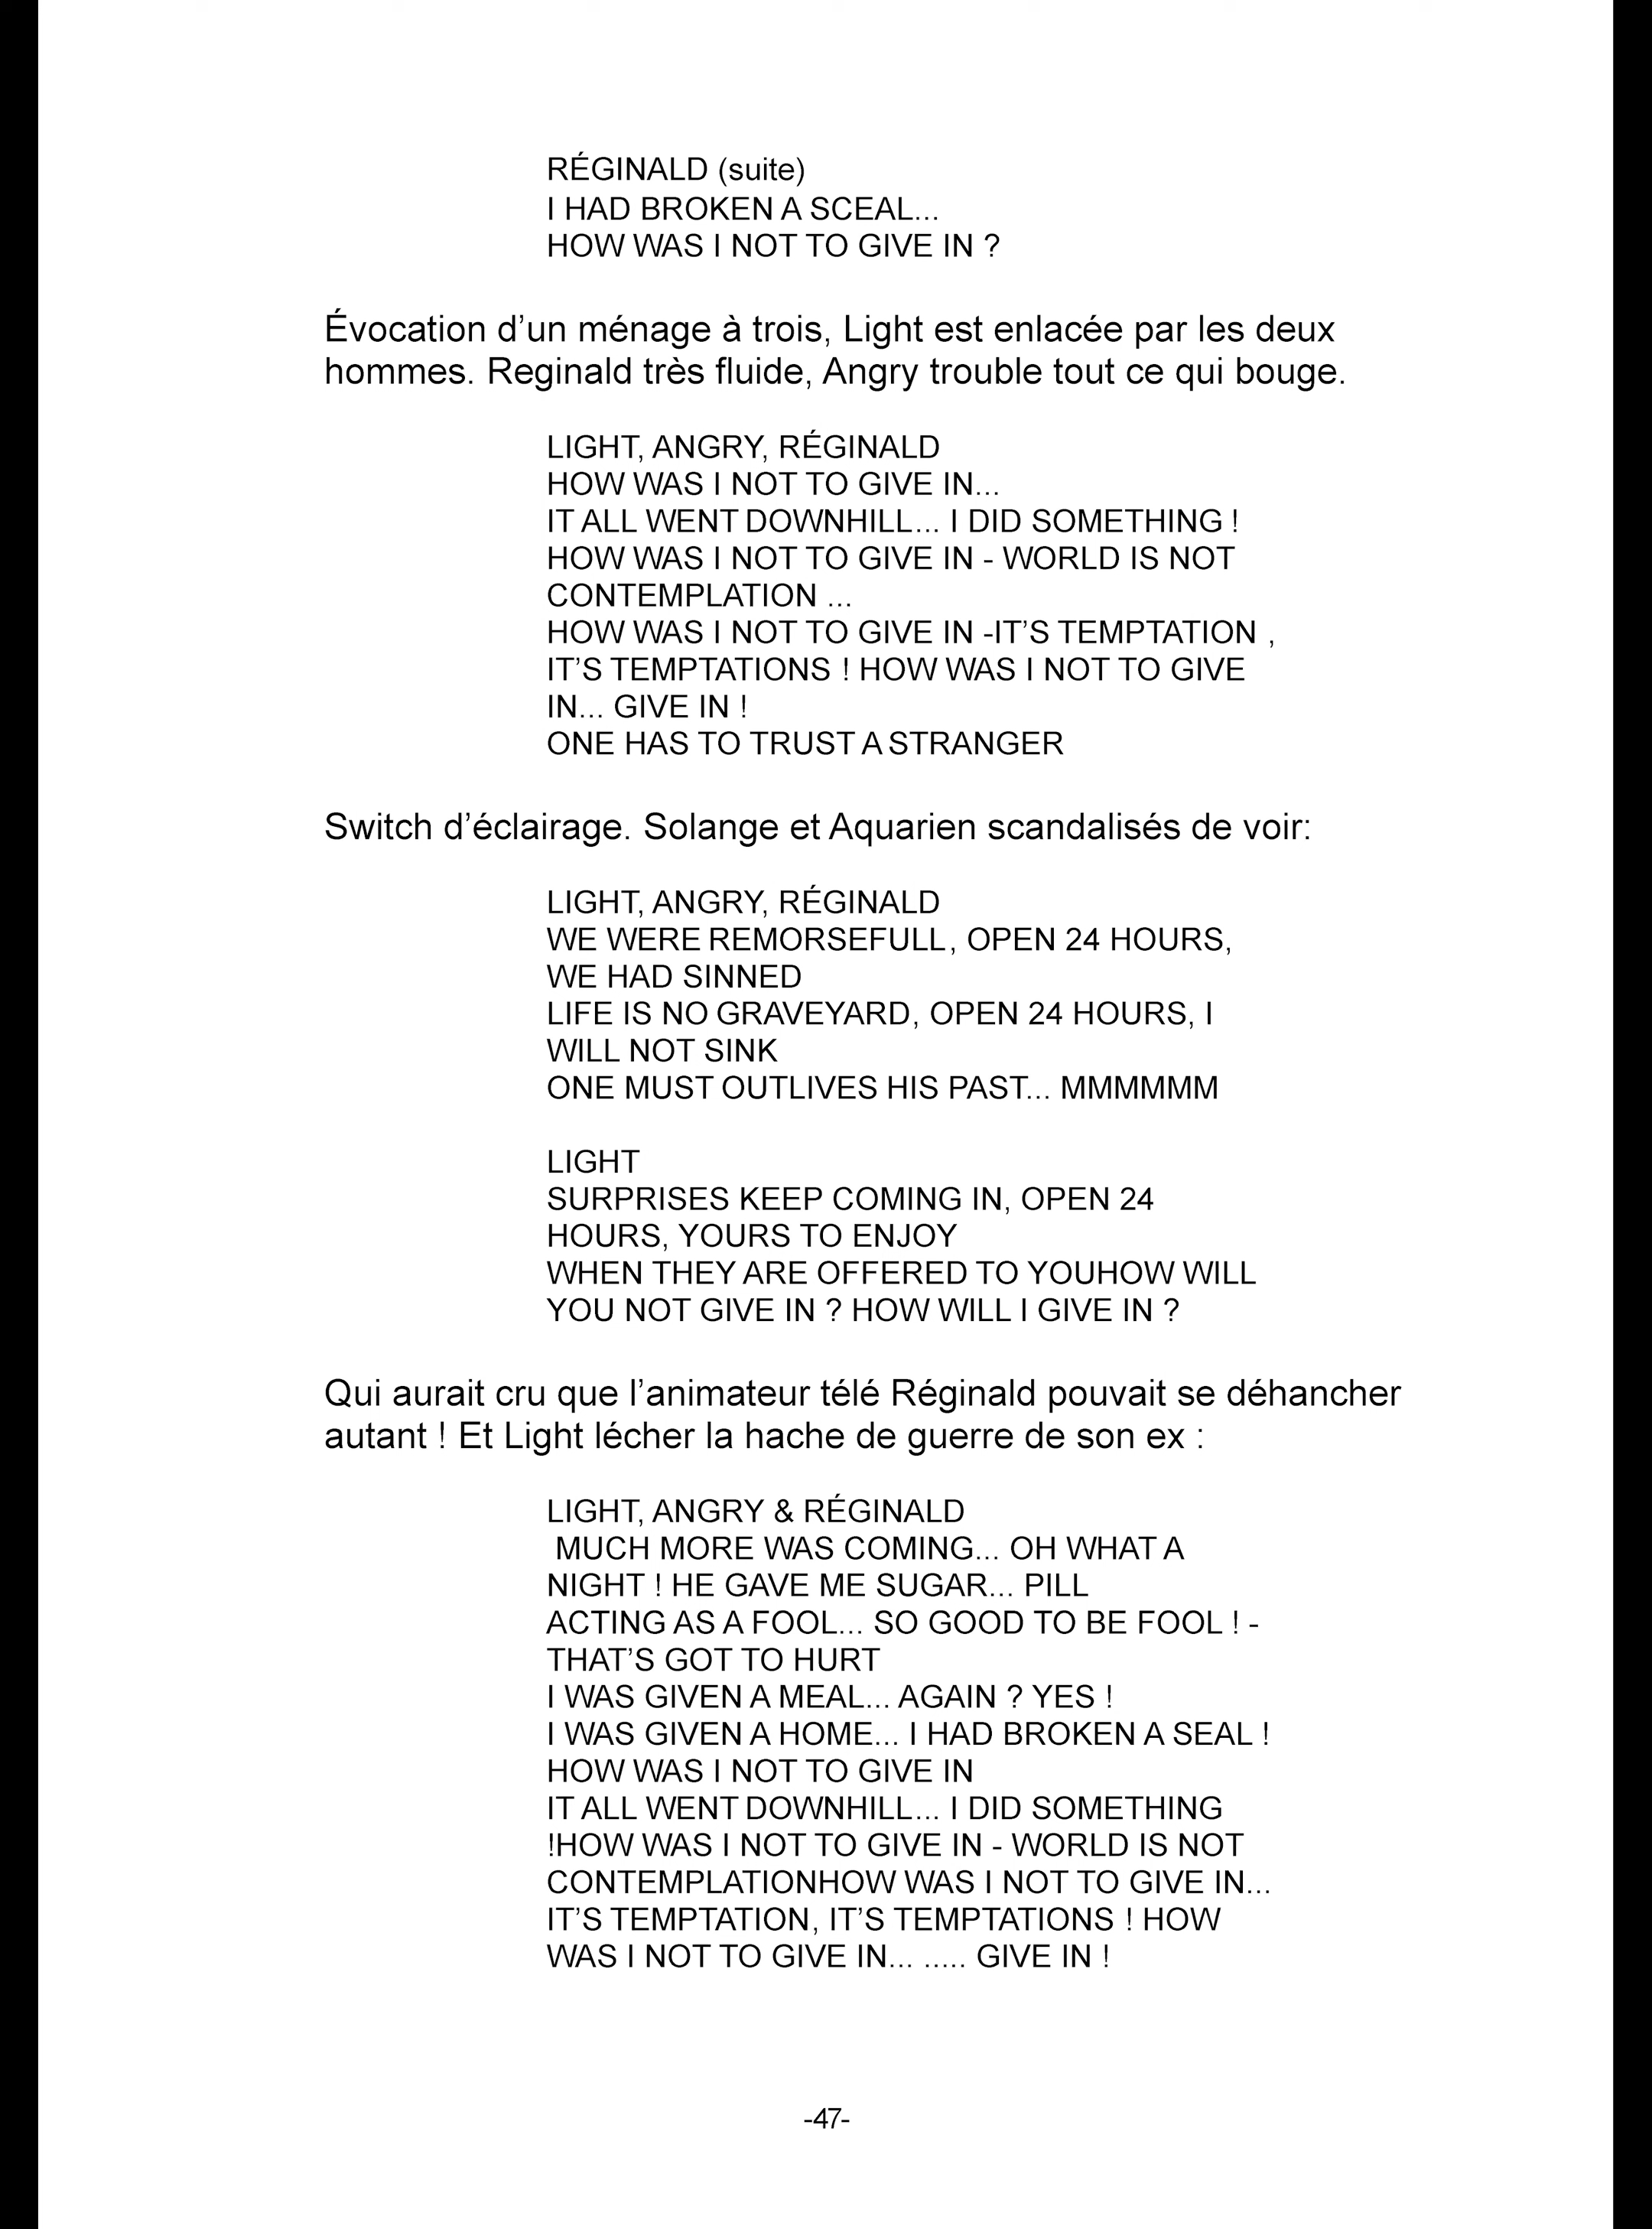 RÉGINALD (suite)
I HAD BROKEN A SCEAL...
HOW WAS I NOT TO GIVE IN ?
Évocation d’un ménage à trois, Light est enlacée par les deux
hommes. Reginald très fluide, Angry trouble tout ce qui bouge.
LIGHT, ANGRY, RÉGINALD
HOW WAS I NOT TO GIVE IN...
IT ALL WENT DOWNHILL... I DID SOMETHING !
HOW WAS I NOT TO GIVE IN - WORLD IS NOT
CONTEMPLATION ...
HOW WAS I NOT TO GIVE IN -IT’S TEMPTATION ,
IT’S TEMPTATIONS ! HOW WAS I NOT TO GIVE
IN... GIVE IN !
ONE HAS TO TRUST A STRANGER
Switch d’éclairage. Solange et Aquarien scandalisés de voir:
LIGHT, ANGRY, RÉGINALD
WE WERE REMORSEFULL, OPEN 24 HOURS,
WE HAD SINNED
LIFE IS NO GRAVEYARD, OPEN 24 HOURS, I
WILL NOT SINK
ONE MUST OUTLIVES HIS PAST... MMMMMM
LIGHT
SURPRISES KEEP COMING IN, OPEN 24
HOURS, YOURS TO ENJOY
WHEN THEY ARE OFFERED TO YOUHOW WILL
YOU NOT GIVE IN ? HOW WILL I GIVE IN ?
Qui aurait cru que l’animateur télé Réginald pouvait se déhancher
autant ! Et Light lécher la hache de guerre de son ex :
LIGHT, ANGRY & RÉGINALD
MUCH MORE WAS COMING... OH WHAT A
NIGHT ! HE GAVE ME SUGAR... PILL
ACTING AS A FOOL... SO GOOD TO BE FOOL ! -
THAT’S GOT TO HURT
I WAS GIVEN A MEAL... AGAIN ? YES !
I WAS GIVEN A HOME... I HAD BROKEN A SEAL !
HOW WAS I NOT TO GIVE IN
IT ALL WENT DOWNHILL... I DID SOMETHING
!HOW WAS I NOT TO GIVE IN - WORLD IS NOT
CONTEMPLATIONHOW WAS I NOT TO GIVE IN...
IT’S TEMPTATION, IT’S TEMPTATIONS ! HOW
WAS I NOT TO GIVE IN... ..... GIVE IN !
-47-